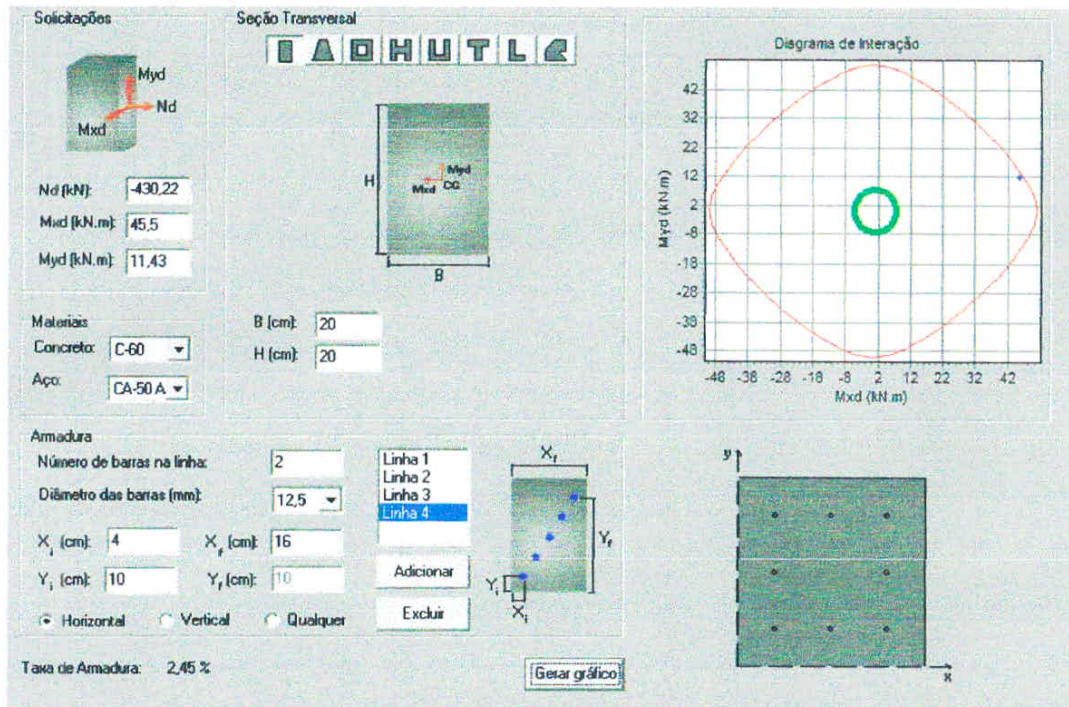 Solicitações
Myd
Nd
Mxd
Nd (kN): -430,22
Mxd (kN.m): 45,5
Myd (kN.m): 11,43
Seção Transversal
H
Myd
Mxd CG
B
B (cm): 20
H (cm): 20
Diagrama de Interação
Myd (kN.m)
42
32
22
12
2
-8
-18
-28
-38
-48
-48 -38 -28 -18 -8 2 12 22 32 42
Mxd (kN.m)
Materiais
Concreto: C-60
Aço: CA-50 A
Armadura
Número de barras na linha: 2
Diâmetro das barras (mm): 12,5
Xi (cm): 4 Xf (cm): 16
Yi (cm): 10 Yf (cm): 10
Horizontal Vertical Qualquer
Linha 1
Linha 2
Linha 3
Linha 4
Adicionar
Excluir
Xf
Yf
Yi
Xi
y
x
Taxa de Armadura: 2,45 %
Gerar gráfico